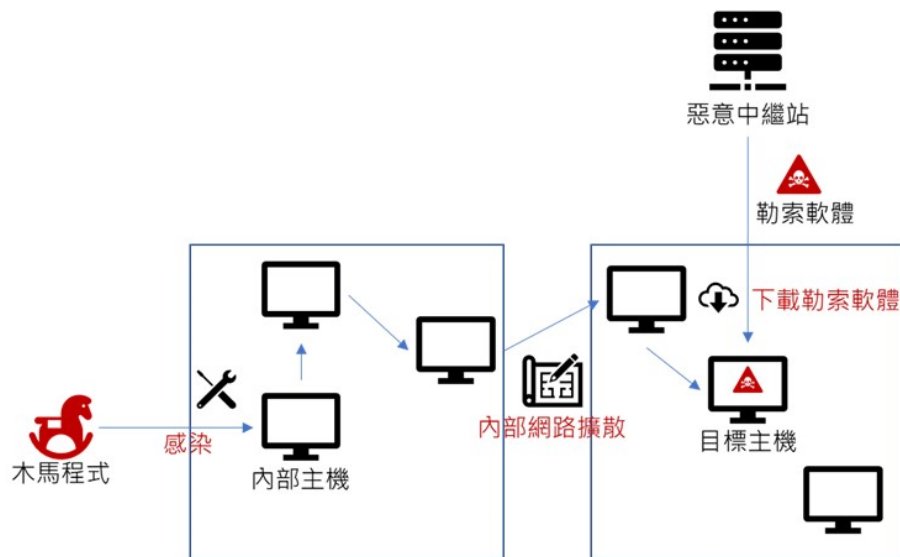 惡意中繼站
勒索軟體
下載勒索軟體
感染
內部網路擴散
目標主機
木馬程式
內部主機